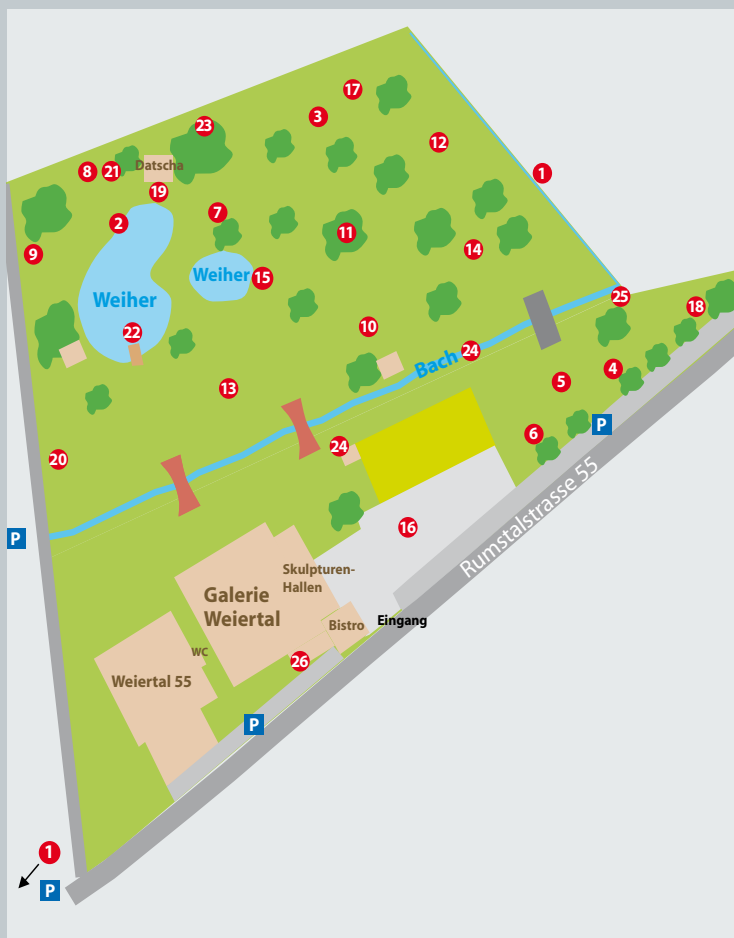 17
3
23
12
8
21
Datscha
1
19
7
2
11
9
14
Weiher
15
Weiher
25
18
22
10
Bach
24
4
5
13
6
P
24
20
Rumstalstrasse 55
16
P
Skulpturen-
Hallen
Galerie
Weiertal
Eingang
Bistro
WC
26
Weiertal 55
P
1
P